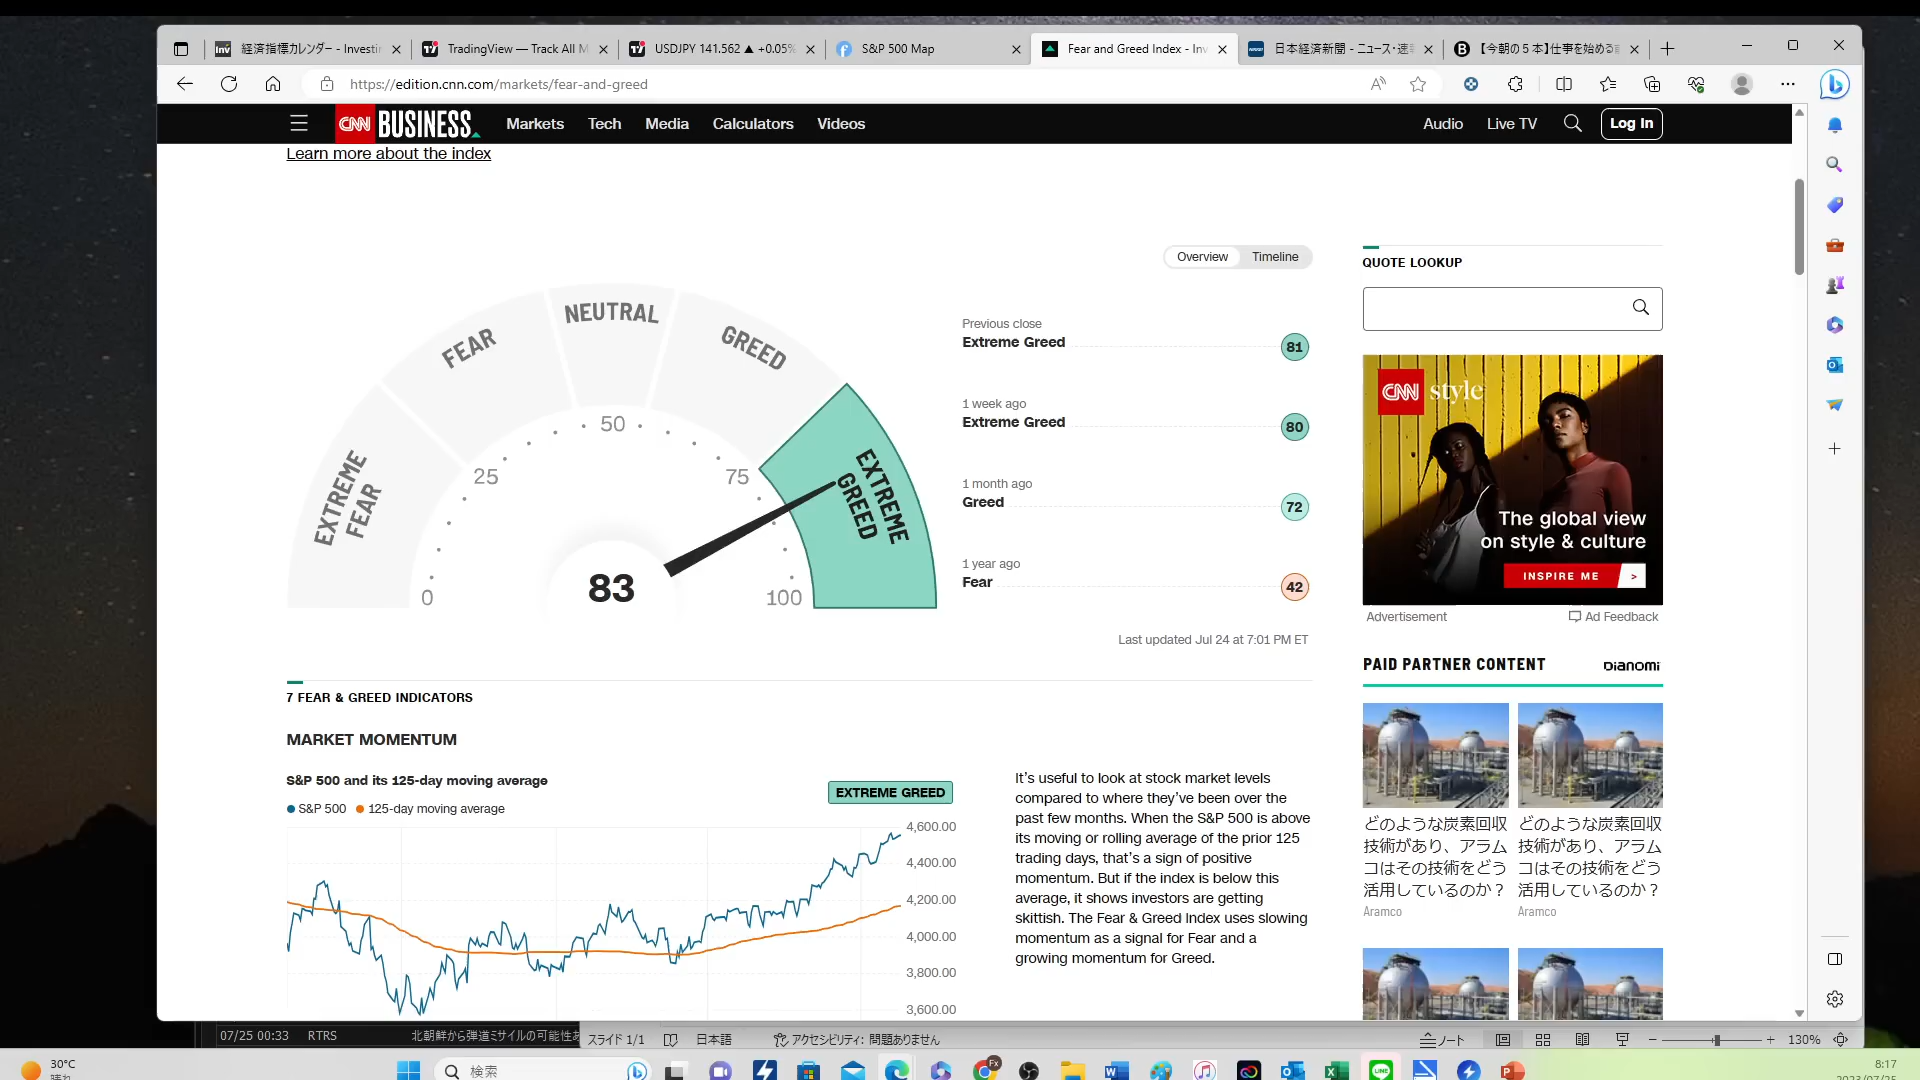 経済指標カレンダー - Investin
TradingView — Track All M
USDJPY 141.562 ▲ +0.05%
S&P 500 Map
Fear and Greed Index - Inv
日本経済新聞 - ニュース・速
【今朝の5本】仕事を始める
https://edition.cnn.com/markets/fear-and-greed
CNN BUSINESS
Markets
Tech
Media
Calculators
Videos
Audio
Live TV
Log In
Learn more about the index
Overview
Timeline
EXTREME FEAR
FEAR
NEUTRAL
GREED
EXTREME GREED
0
25
50
75
100
83
Previous close
Extreme Greed
81
1 week ago
Extreme Greed
80
1 month ago
Greed
72
1 year ago
Fear
42
Last updated Jul 24 at 7:01 PM ET
QUOTE LOOKUP
CNN style
The global view
on style & culture
INSPIRE ME >
Advertisement
Ad Feedback
PAID PARTNER CONTENT
DIANOMI
どのような炭素回収
技術があり、アラム
コはその技術をどう
活用しているのか？
Aramco
どのような炭素回収
技術があり、アラム
コはその技術をどう
活用しているのか？
Aramco
7 FEAR & GREED INDICATORS
MARKET MOMENTUM
S&P 500 and its 125-day moving average
EXTREME GREED
S&P 500
125-day moving average
4,600.00
4,400.00
4,200.00
4,000.00
3,800.00
3,600.00
It's useful to look at stock market levels
compared to where they've been over the
past few months. When the S&P 500 is above
its moving or rolling average of the prior 125
trading days, that's a sign of positive
momentum. But if the index is below this
average, it shows investors are getting
skittish. The Fear & Greed Index uses slowing
momentum as a signal for Fear and a
growing momentum for Greed.
07/25 00:33
RTRS
北朝鮮から弾道ミサイルの可能性あ
スライド 1/1
日本語
アクセシビリティ: 問題ありません
ノート
130%
30°C
晴れ
検索
8:17
2023/07/25